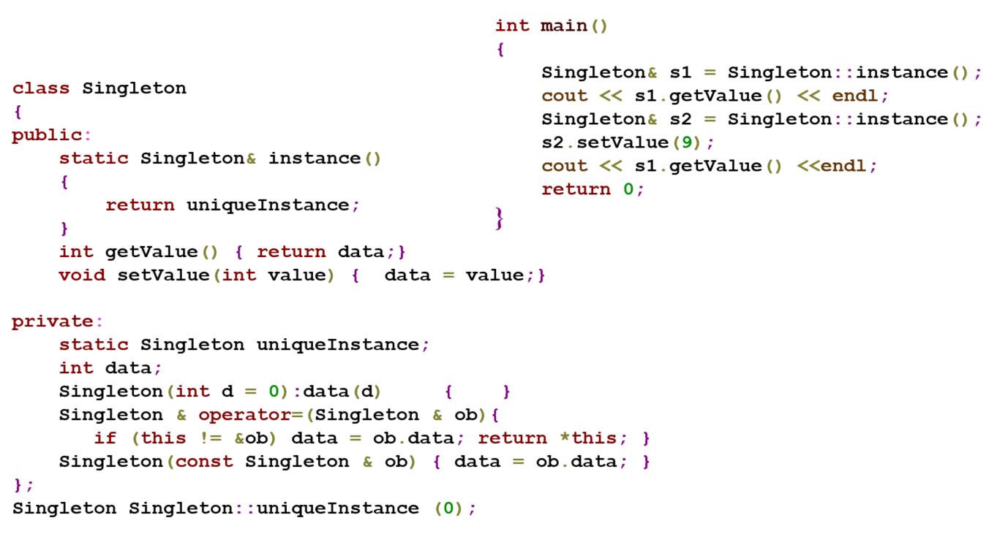 class Singleton
{
public:
    static Singleton& instance()
    {
        return uniqueInstance;
    }
    int getValue() { return data;}
    void setValue(int value) {  data = value;}

private:
    static Singleton uniqueInstance;
    int data;
    Singleton(int d = 0):data(d)     {    }
    Singleton & operator=(Singleton & ob){
       if (this != &ob) data = ob.data; return *this; }
    Singleton(const Singleton & ob) { data = ob.data; }
};
Singleton Singleton::uniqueInstance (0);
int main()
{
    Singleton& s1 = Singleton::instance();
    cout << s1.getValue() << endl;
    Singleton& s2 = Singleton::instance();
    s2.setValue(9);
    cout << s1.getValue() <<endl;
    return 0;
}